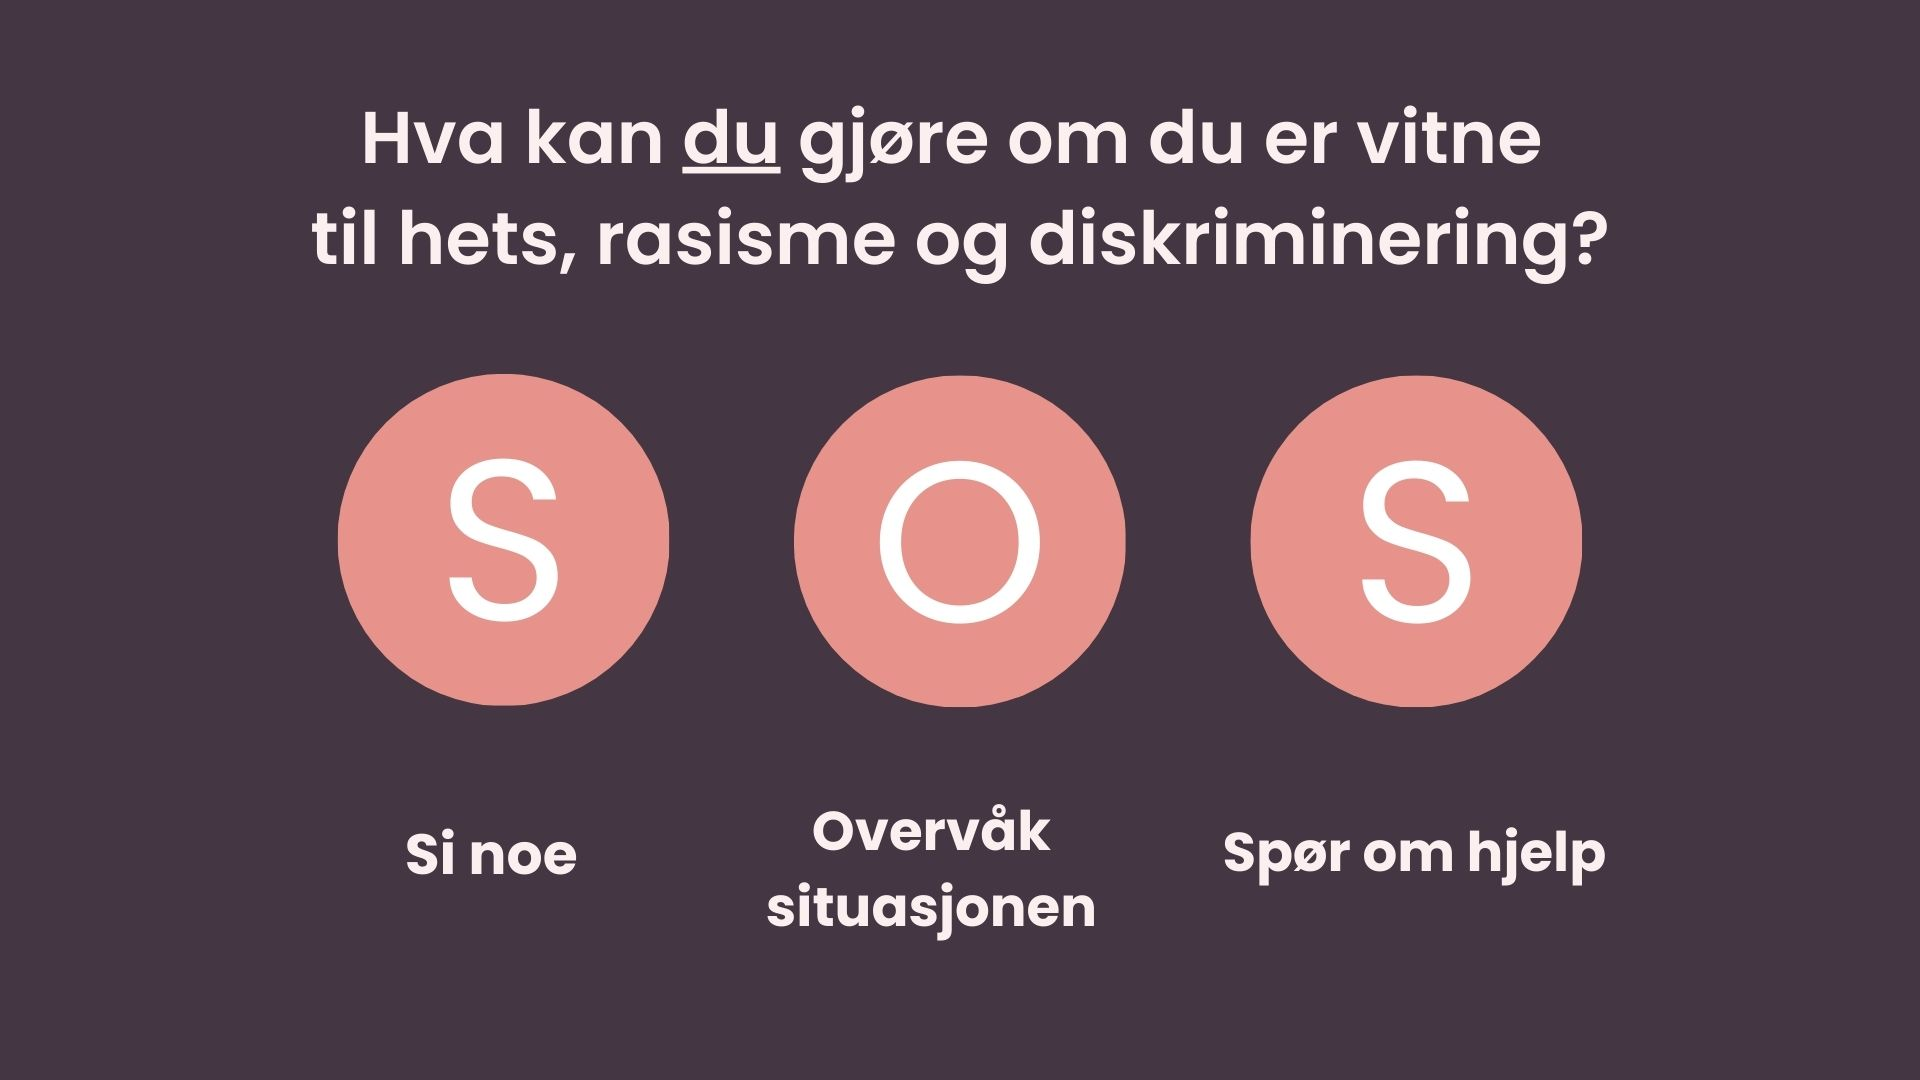 Hva kan du gjøre om du er vitne
til hets, rasisme og diskriminering?
S O S
Si noe
Overvåk
situasjonen
Spør om hjelp